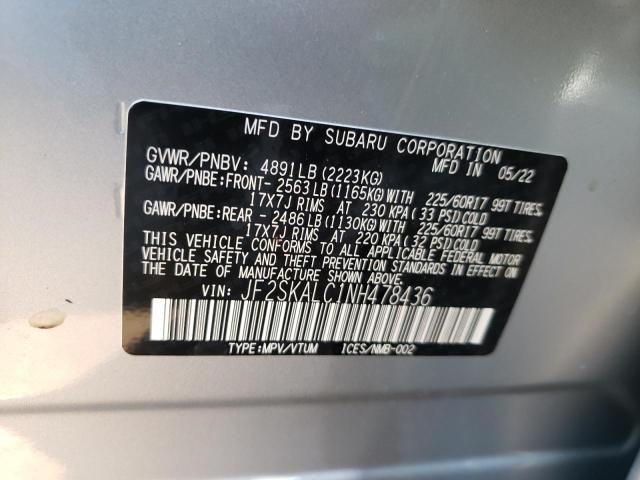 MFD BY SUBARU CORPORATION
GVWR/PNBV: 4891LB(2223KG) MFD IN 05/22
GAWR/PNBE:FRONT- 2563LB(1165KG)WITH 225/60R17 99T TIRES,
17X7J RIMS AT 230 KPA(33 PSI)COLD
GAWR/PNBE:REAR - 2486LB(1130KG)WITH 225/60R17 99T TIRES,
17X7J RIMS AT 220 KPA(32 PSI)COLD
THIS VEHICLE CONFORMS TO ALL APPLICABLE FEDERAL MOTOR
VEHICLE SAFETY, BUMPER, AND
THEFT PREVENTION STANDARDS IN EFFECT
ON THE DATE OF MANUFACTURE SHOWN ABOVE.
VIN: JF2SKALC1NH478436
TYPE:MPV/VTUM ICES/NMB-002